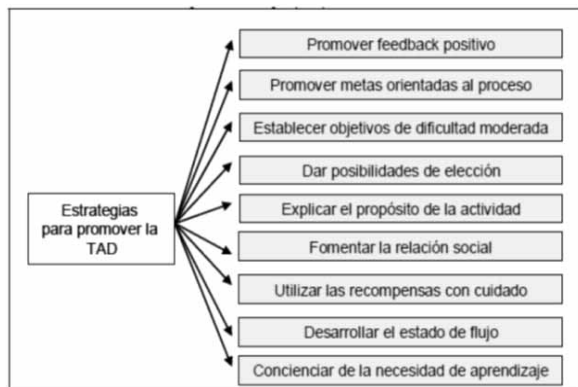 Promover feedback positivo
Promover metas orientadas al proceso
Establecer objetivos de dificultad moderada
Dar posibilidades de elección
Estrategias
para promover la
TAD
Explicar el propósito de la actividad
Fomentar la relación social
Utilizar las recompensas con cuidado
Desarrollar el estado de flujo
Concienciar de la necesidad de aprendizaje